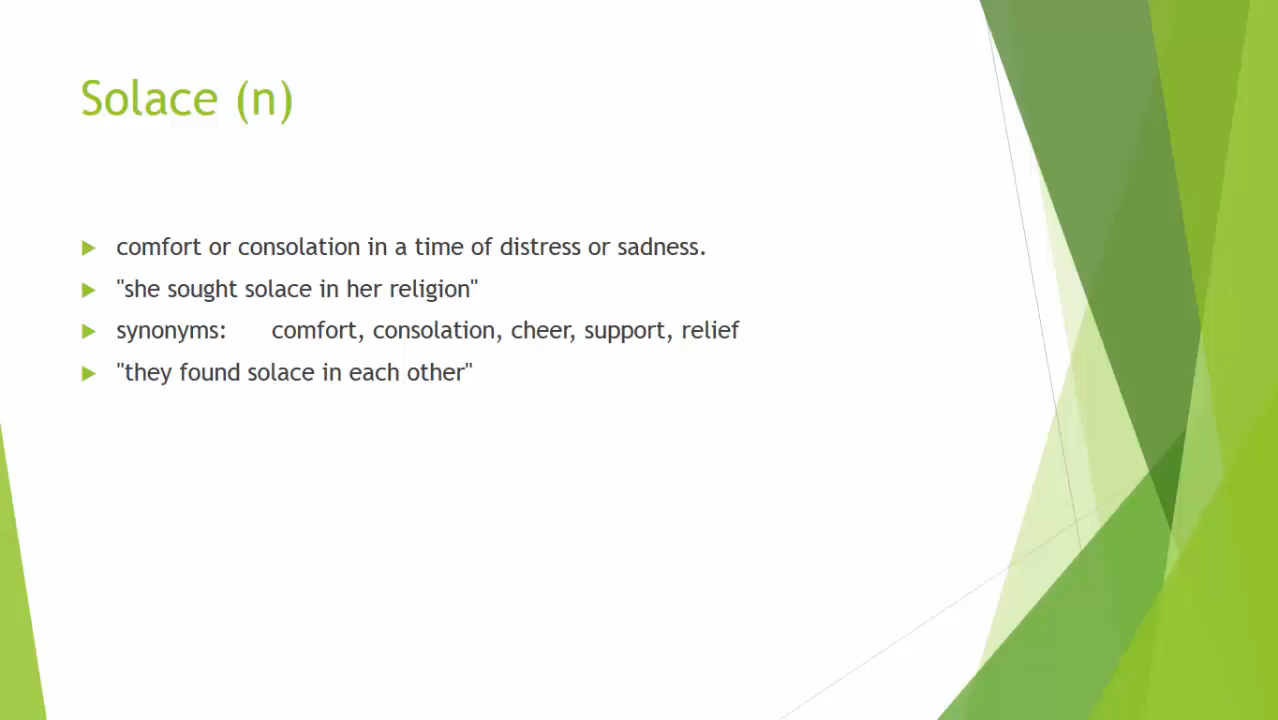 Solace (n)
comfort or consolation in a time of distress or sadness.
"she sought solace in her religion"
synonyms: comfort, consolation, cheer, support, relief
"they found solace in each other"